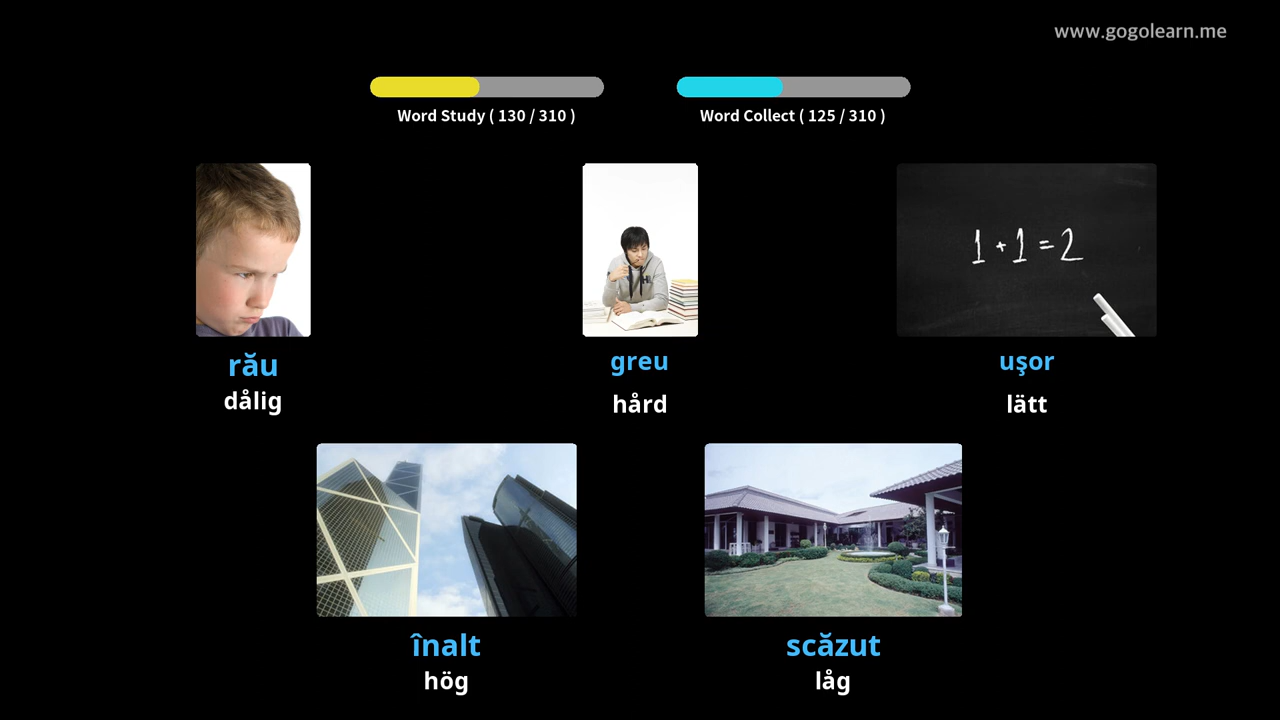 www.gogolearn.me
Word Study ( 130 / 310 )
Word Collect ( 125 / 310 )
1 + 1 = 2
rău
greu
uşor
dålig
hård
lätt
înalt
scăzut
hög
låg